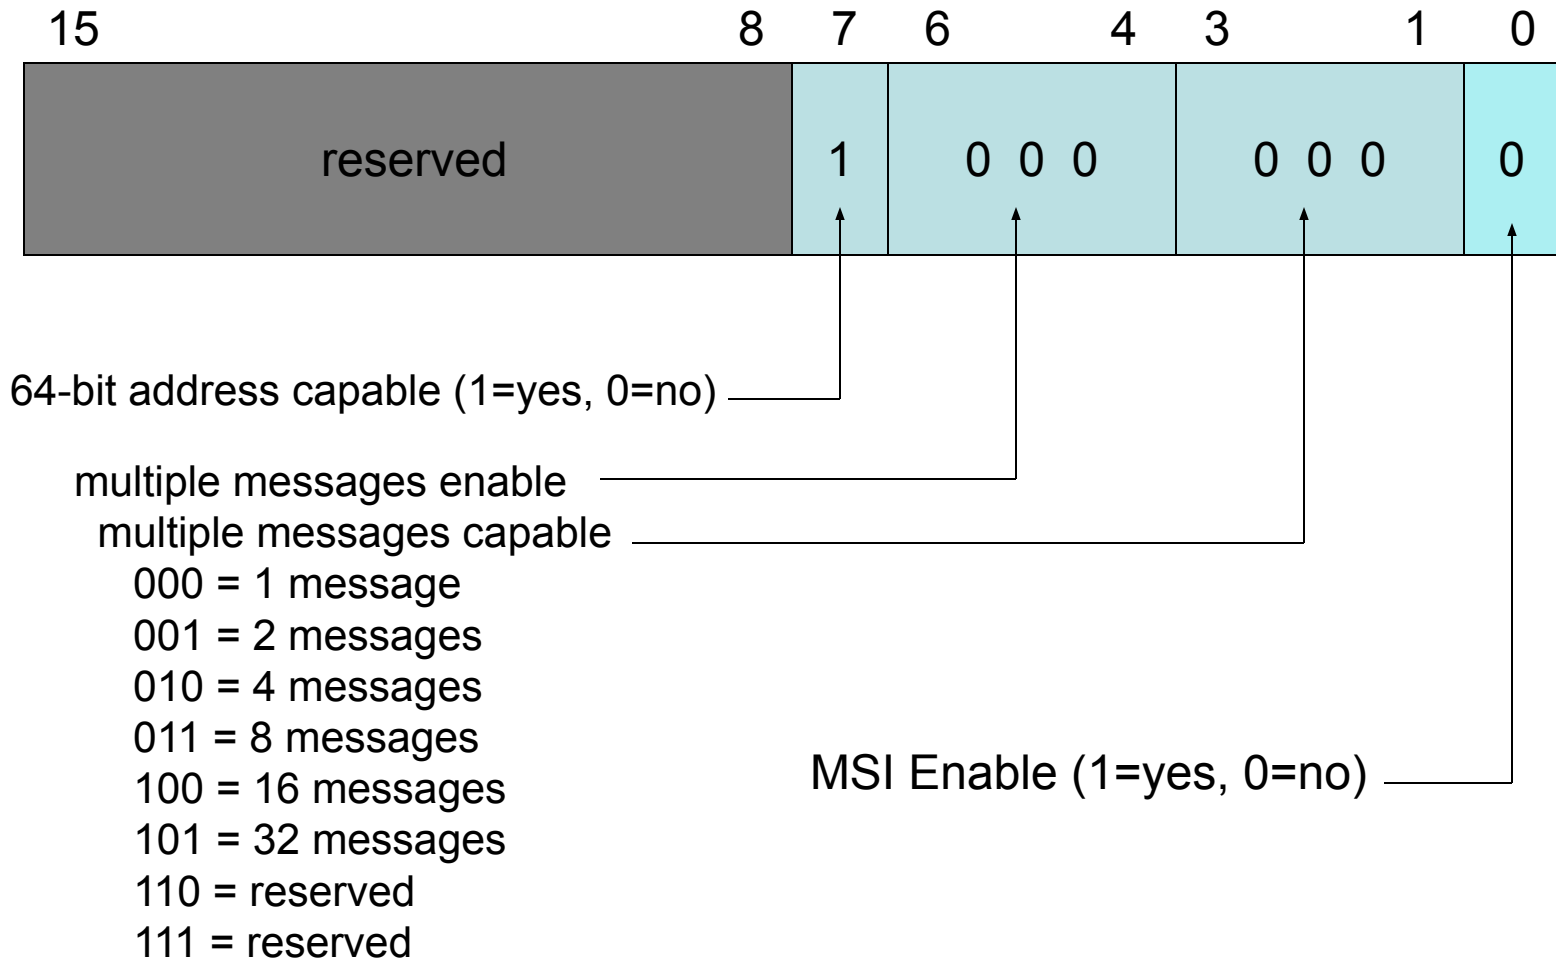 15 8 7 6 4 3 1 0
reserved 1 0 0 0 0 0 0 0
64-bit address capable (1=yes, 0=no)
multiple messages enable
multiple messages capable
000 = 1 message
001 = 2 messages
010 = 4 messages
011 = 8 messages
100 = 16 messages
101 = 32 messages
110 = reserved
111 = reserved
MSI Enable (1=yes, 0=no)